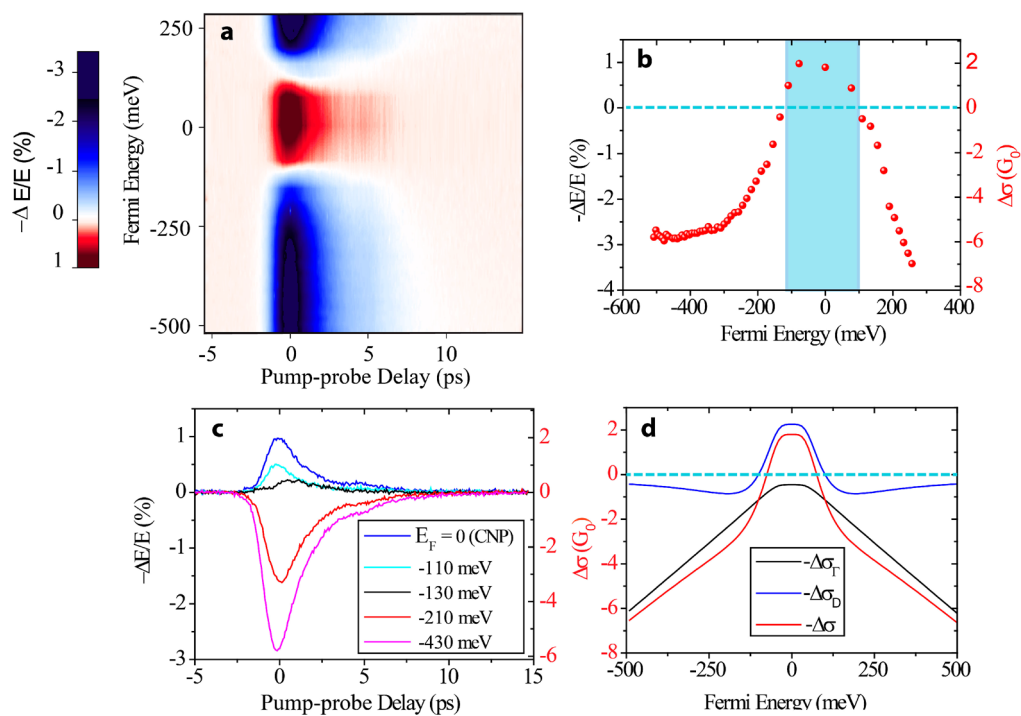 a
-3
-2
-1
0
1
−Δ E/E (%)
250
0
-250
-500
Fermi Energy (meV)
-5
0
5
10
Pump-probe Delay (ps)
b
1
0
-1
-2
-3
-4
-ΔE/E (%)
2
0
-2
-4
-6
-8
Δσ (G0)
-600
-400
-200
0
200
400
Fermi Energy (meV)
c
1
0
-1
-2
-3
−ΔE/E (%)
2
0
-2
-4
-6
Δσ (G0)
EF = 0 (CNP)
-110 meV
-130 meV
-210 meV
-430 meV
-5
0
5
10
15
Pump-probe Delay (ps)
d
2
0
-2
-4
-6
-8
-ΔσΓ
-ΔσD
-Δσ
-500
-250
0
250
500
Fermi Energy (meV)